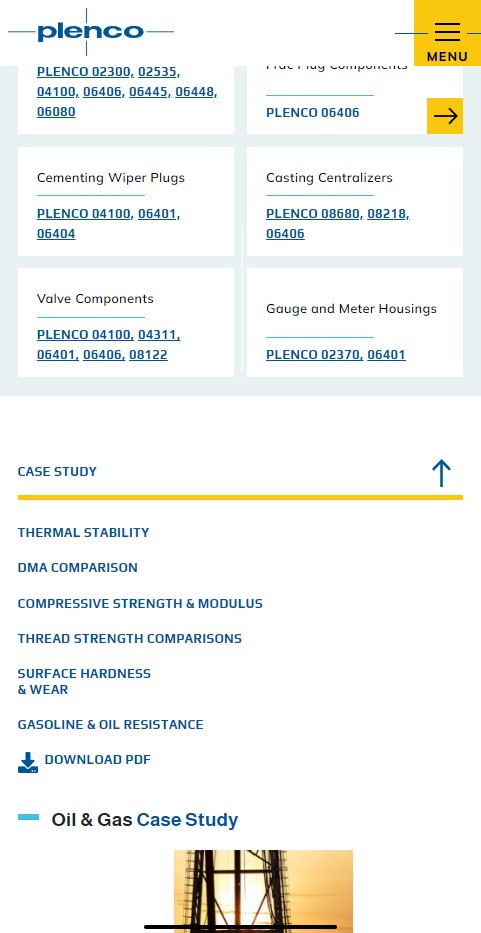 plenco
MENU
PLENCO 02300, 02535,
04100, 06406, 06445, 06448,
06080
Frac Plug Components
PLENCO 06406
Cementing Wiper Plugs
PLENCO 04100, 06401,
06404
Casting Centralizers
PLENCO 08680, 08218,
06406
Valve Components
PLENCO 04100, 04311,
06401, 06406, 08122
Gauge and Meter Housings
PLENCO 02370, 06401
CASE STUDY
THERMAL STABILITY
DMA COMPARISON
COMPRESSIVE STRENGTH & MODULUS
THREAD STRENGTH COMPARISONS
SURFACE HARDNESS
& WEAR
GASOLINE & OIL RESISTANCE
DOWNLOAD PDF
Oil & Gas Case Study